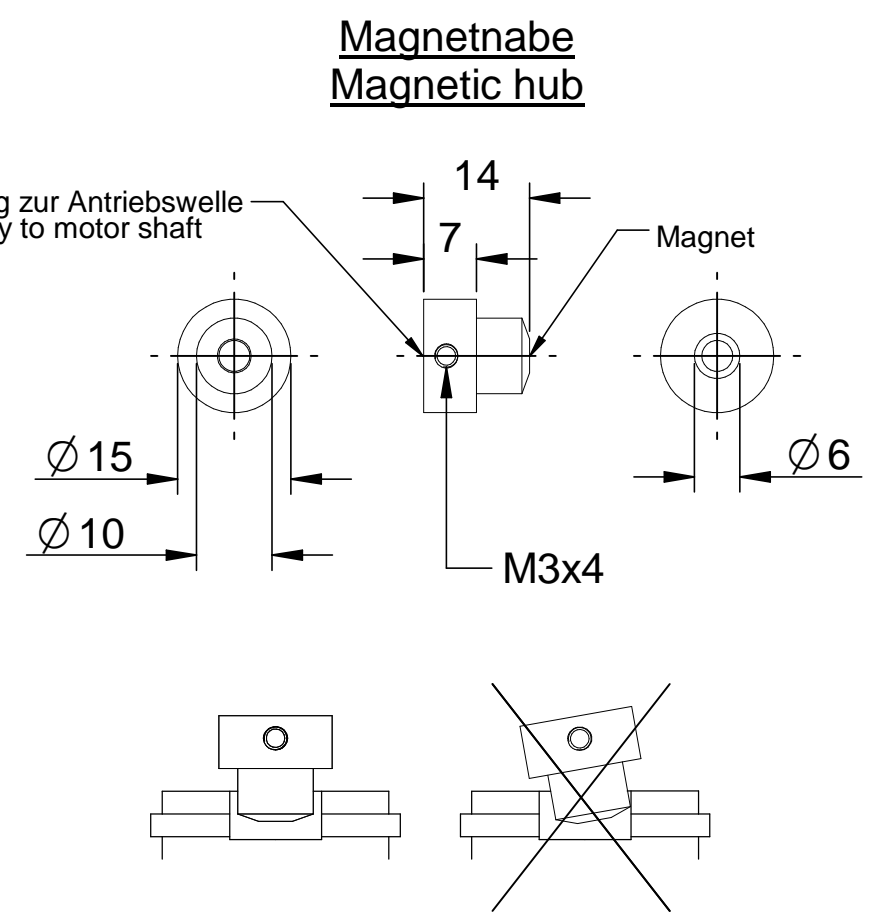 Magnetnabe
Magnetic hub
14
zur Antriebswelle
to motor shaft
7
Magnet
Ø15
Ø6
Ø10
M3x4